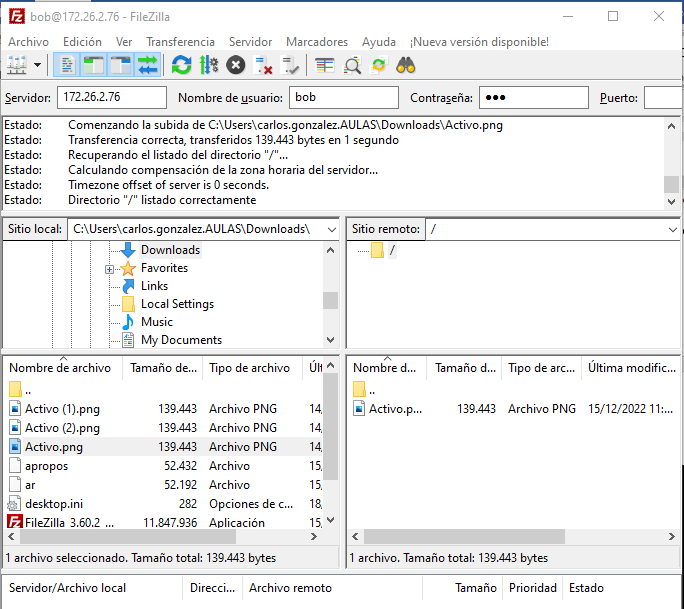 bob@172.26.2.76 - FileZilla
Archivo Edición Ver Transferencia Servidor Marcadores Ayuda ¡Nueva versión disponible!
Servidor: 172.26.2.76 Nombre de usuario: bob Contraseña: ●●● Puerto:
Estado: Comenzando la subida de C:\Users\carlos.gonzalez.AULAS\Downloads\Activo.png
Estado: Transferencia correcta, transferidos 139.443 bytes en 1 segundo
Estado: Recuperando el listado del directorio "/"...
Estado: Calculando compensación de la zona horaria del servidor...
Estado: Timezone offset of server is 0 seconds.
Estado: Directorio "/" listado correctamente
Sitio local: C:\Users\carlos.gonzalez.AULAS\Downloads\
Downloads
Favorites
Links
Local Settings
Music
My Documents
Sitio remoto: /
/
Nombre de archivo Tamaño de... Tipo de archivo Últ
..
Activo (1).png 139.443 Archivo PNG 14,
Activo (2).png 139.443 Archivo PNG 14,
Activo.png 139.443 Archivo PNG 14,
apropos 52.432 Archivo 15,
ar 52.192 Archivo 15,
desktop.ini 282 Opciones de c... 18,
FileZilla_3.60.2_... 11.847.936 Aplicación 15,
1 archivo seleccionado. Tamaño total: 139.443 bytes
Nombre d... Tamaño d... Tipo de arc... Última modific...
..
Activo.p... 139.443 Archivo PNG 15/12/2022 11:...
1 archivo. Tamaño total: 139.443 bytes
Servidor/Archivo local Direcci... Archivo remoto Tamaño Prioridad Estado